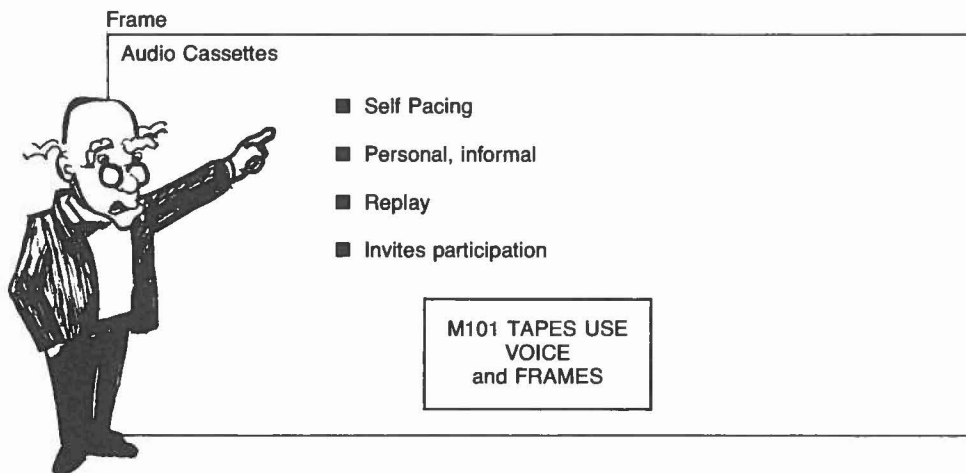 Frame
Audio Cassettes
■ Self Pacing
■ Personal, informal
■ Replay
■ Invites participation
M101 TAPES USE
VOICE
and FRAMES